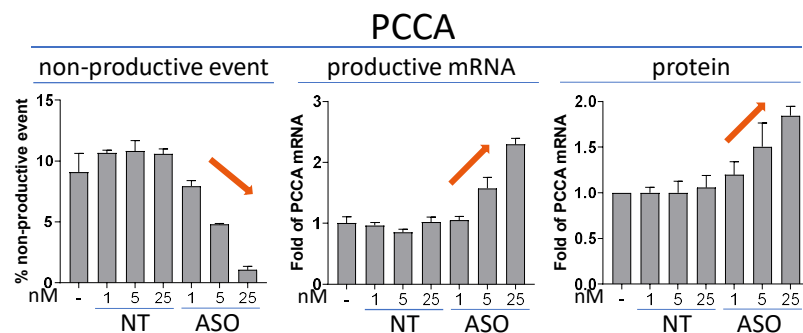 PCCA
non-productive event
% non-productive event
15
10
5
0
nM - 1 5 25 1 5 25
NT ASO
productive mRNA
Fold of PCCA mRNA
3
2
1
0
nM - 1 5 25 1 5 25
NT ASO
protein
Fold of PCCA mRNA
2.0
1.5
1.0
0.5
0.0
nM - 1 5 25 1 5 25
NT ASO